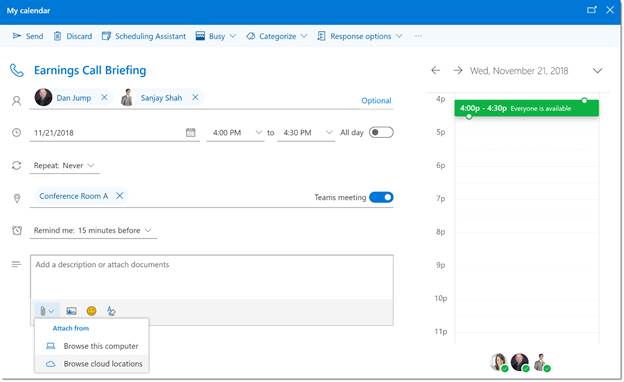 My calendar
Send Discard Scheduling Assistant Busy Categorize Response options ...
Earnings Call Briefing
Dan Jump Sanjay Shah Optional
11/21/2018 4:00 PM to 4:30 PM All day
Repeat: Never
Conference Room A Teams meeting
Remind me: 15 minutes before
Add a description or attach documents
Attach from
Browse this computer
Browse cloud locations
Wed, November 21, 2018
4p
4:00p - 4:30p Everyone is available
5p
6p
7p
8p
9p
10p
11p